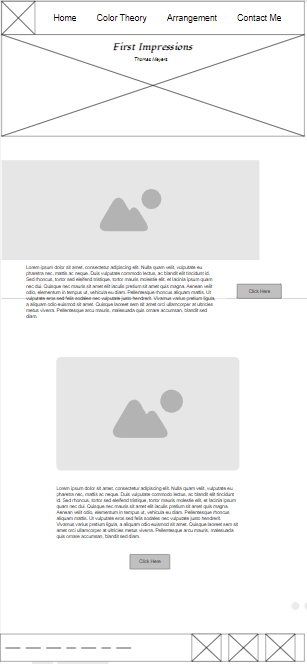 Home Color Theory Arrangement Contact Me
First Impressions
Thomas Meyers
Lorem ipsum dolor sit amet, consectetur adipiscing elit. Nulla quam velit, vulputate eu
pharetra nec, mattis ac neque. Duis vulputate commodo lectus, ac blandit elit tincidunt id.
Sed rhoncus, tortor sed eleifend tristique, tortor mauris molestie elit, et lacinia ipsum quam
nec dui. Quisque nec mauris sit amet elit iaculis pretium sit amet quis magna. Aenean velit
odio, elementum in tempus ut, vehicula eu diam. Pellentesque rhoncus aliquam mattis. Ut
vulputate eros sed felis sodales nec vulputate justo hendrerit. Vivamus varius pretium ligula,
a aliquam odio euismod sit amet. Quisque laoreet sem sit amet orci ullamcorper at ultricies
metus viverra. Pellentesque arcu mauris, malesuada quis ornare accumsan, blandit sed
diam.
Click Here
Lorem ipsum dolor sit amet, consectetur adipiscing elit. Nulla quam velit, vulputate eu
pharetra nec, mattis ac neque. Duis vulputate commodo lectus, ac blandit elit tincidunt
id. Sed rhoncus, tortor sed eleifend tristique, tortor mauris molestie elit, et lacinia ipsum
quam nec dui. Quisque nec mauris sit amet elit iaculis pretium sit amet quis magna.
Aenean velit odio, elementum in tempus ut, vehicula eu diam. Pellentesque rhoncus
aliquam mattis. Ut vulputate eros sed felis sodales nec vulputate justo hendrerit.
Vivamus varius pretium ligula, a aliquam odio euismod sit amet. Quisque laoreet sem sit
amet orci ullamcorper at ultricies metus viverra. Pellentesque arcu mauris, malesuada
quis ornare accumsan, blandit sed diam.
Click Here